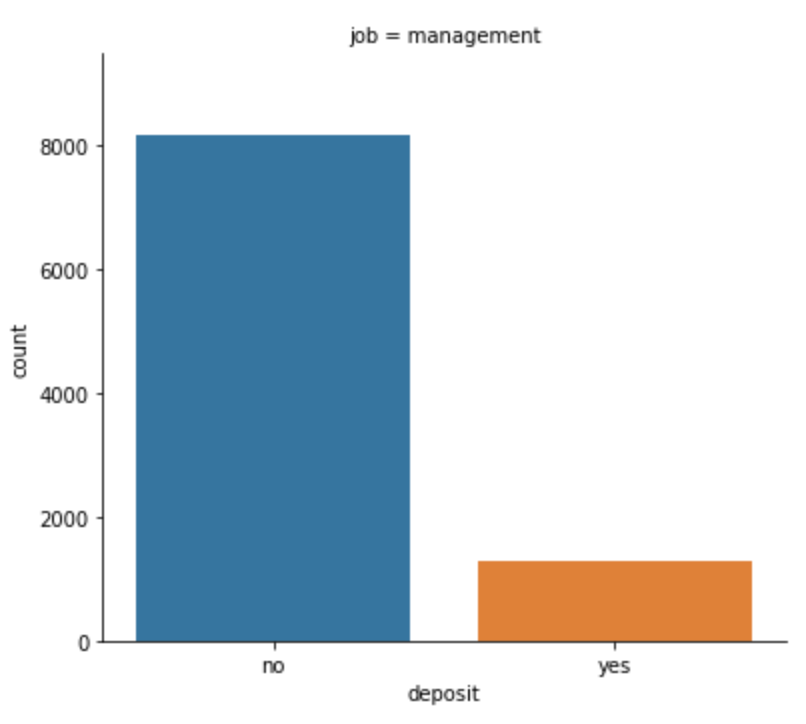 job = management
8000
6000
4000
2000
0
count
no yes
deposit